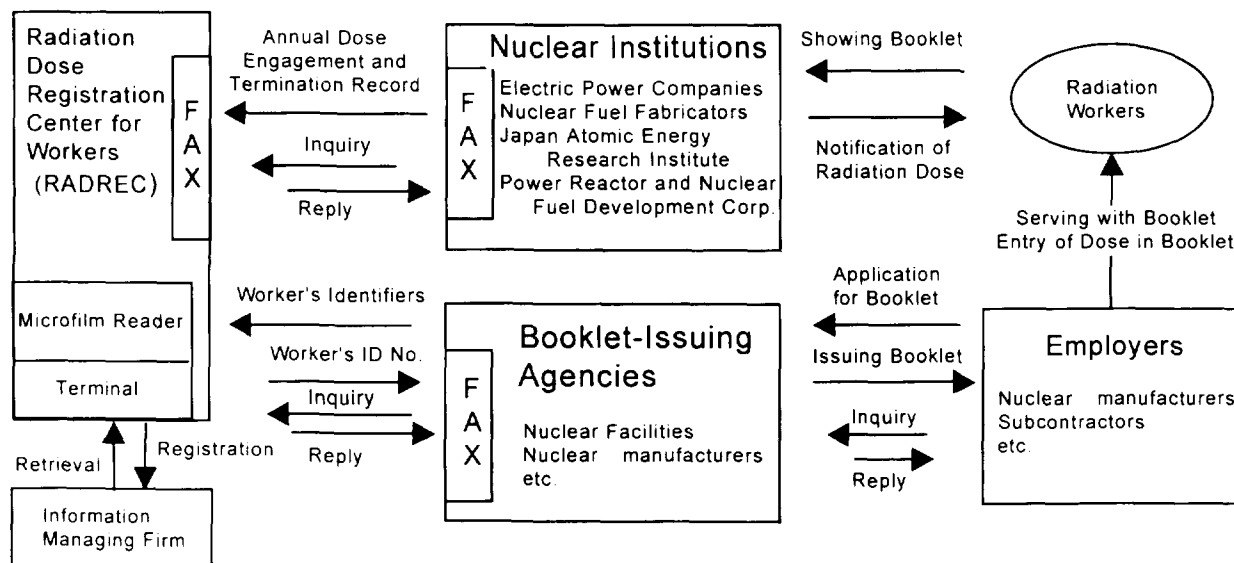 Radiation
Dose
Registration
Center for
Workers
(RADREC)
FAX
Microfilm Reader
Terminal
Retrieval
Registration
Information
Managing Firm
Annual Dose
Engagement and
Termination Record
Inquiry
Reply
Worker's Identifiers
Worker's ID No.
Inquiry
Reply
Nuclear Institutions
FAX
Electric Power Companies
Nuclear Fuel Fabricators
Japan Atomic Energy
Research Institute
Power Reactor and Nuclear
Fuel Development Corp.
Booklet-Issuing
Agencies
FAX
Nuclear Facilities
Nuclear manufacturers
etc.
Showing Booklet
Notification of
Radiation Dose
Radiation
Workers
Serving with Booklet
Entry of Dose in Booklet
Application
for Booklet
Issuing Booklet
Inquiry
Reply
Employers
Nuclear manufacturers
Subcontractors
etc.